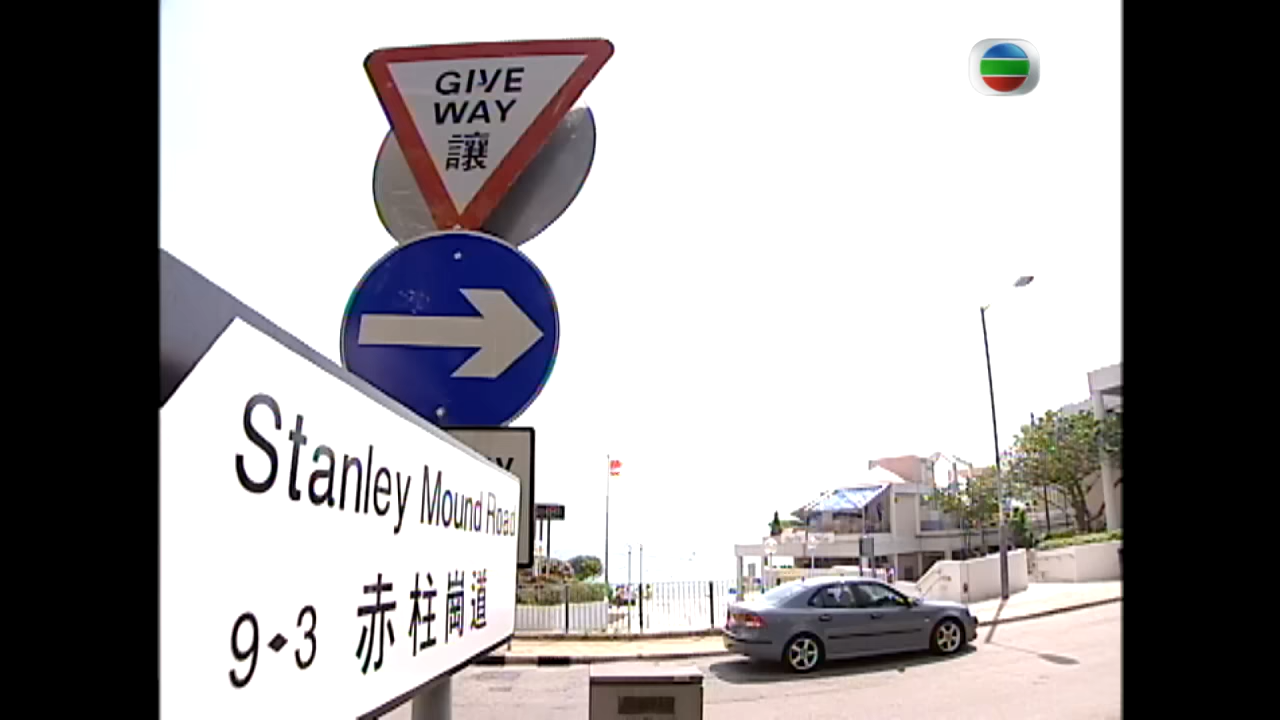 GIVE
WAY
讓
Stanley Mound Road
9-3 赤柱崗道